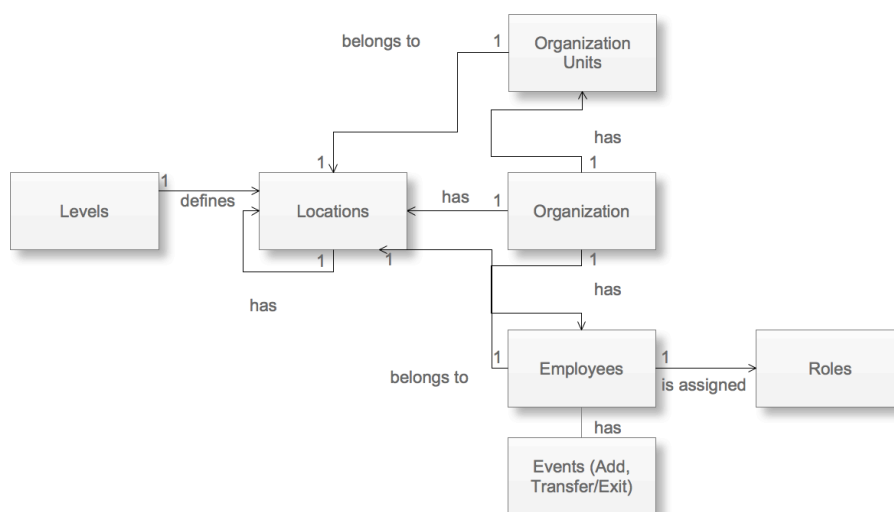 belongs to
1
Organization
Units
has
1
1
1
defines
Levels
Locations
has
1
Organization
1
1
1
has
has
belongs to
1
Employees
1
is assigned
Roles
has
Events (Add,
Transfer/Exit)